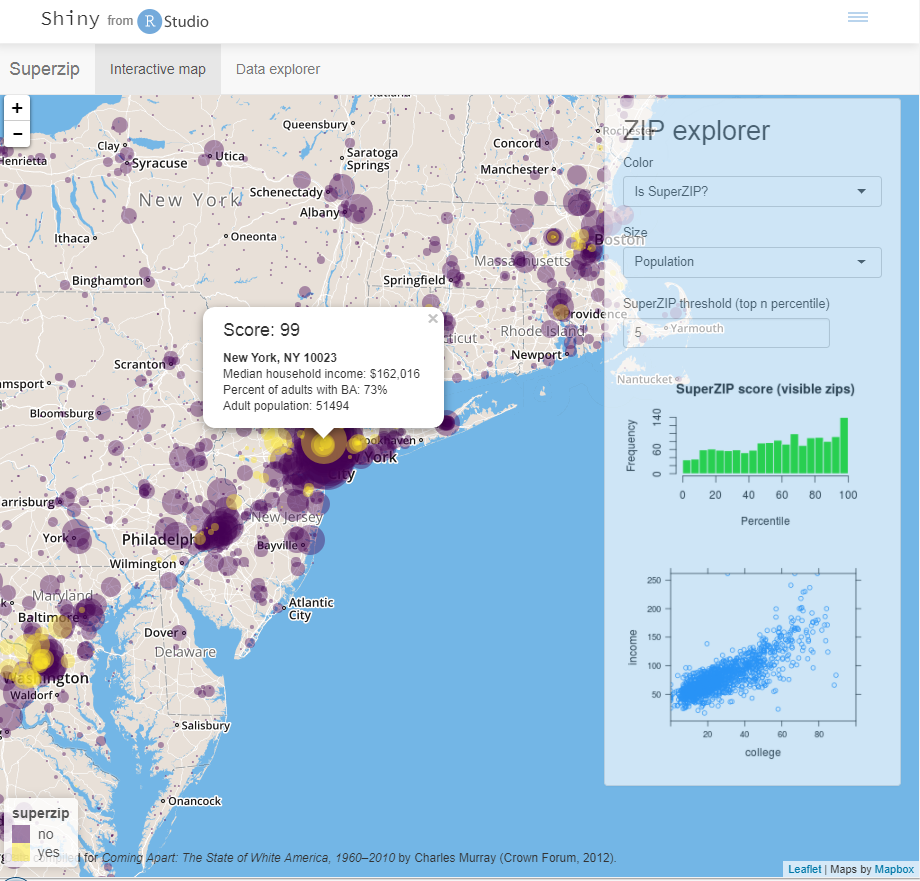 Shiny from R Studio
Superzip
Interactive map
Data explorer
+
−
Rutland
Queensbury
Rochester
Clay
Concord
Henrietta
Syracuse
Utica
Saratoga
Springs
Manchester
New York
Schenectady
Albany
Ithaca
Oneonta
Boston
Massachusetts
Binghamton
Springfield
Providence
Rhode Island
Yarmouth
Newport
Nantucket
Scranton
Bloomsburg
Score: 99
×
New York, NY 10023
Median household income: $162,016
Percent of adults with BA: 73%
Adult population: 51494
ticut
amsport
ookhaven
York
City
arrisburg
New Jersey
York
Philadelph
Bayville
Wilmington
Maryland
Atlantic
City
Baltimore
Dover
Delaware
Washington
Waldorf
Salisbury
Onancock
ZIP explorer
Color
Is SuperZIP?
Size
Population
SuperZIP threshold (top n percentile)
5
SuperZIP score (visible zips)
Frequency
0 60 140
0 20 40 60 80 100
Percentile
250
200
150
100
50
income
20 40 60 80
college
superzip
no
yes
compiled for Coming Apart: The State of White America, 1960–2010 by Charles Murray (Crown Forum, 2012).
Leaflet | Maps by Mapbox